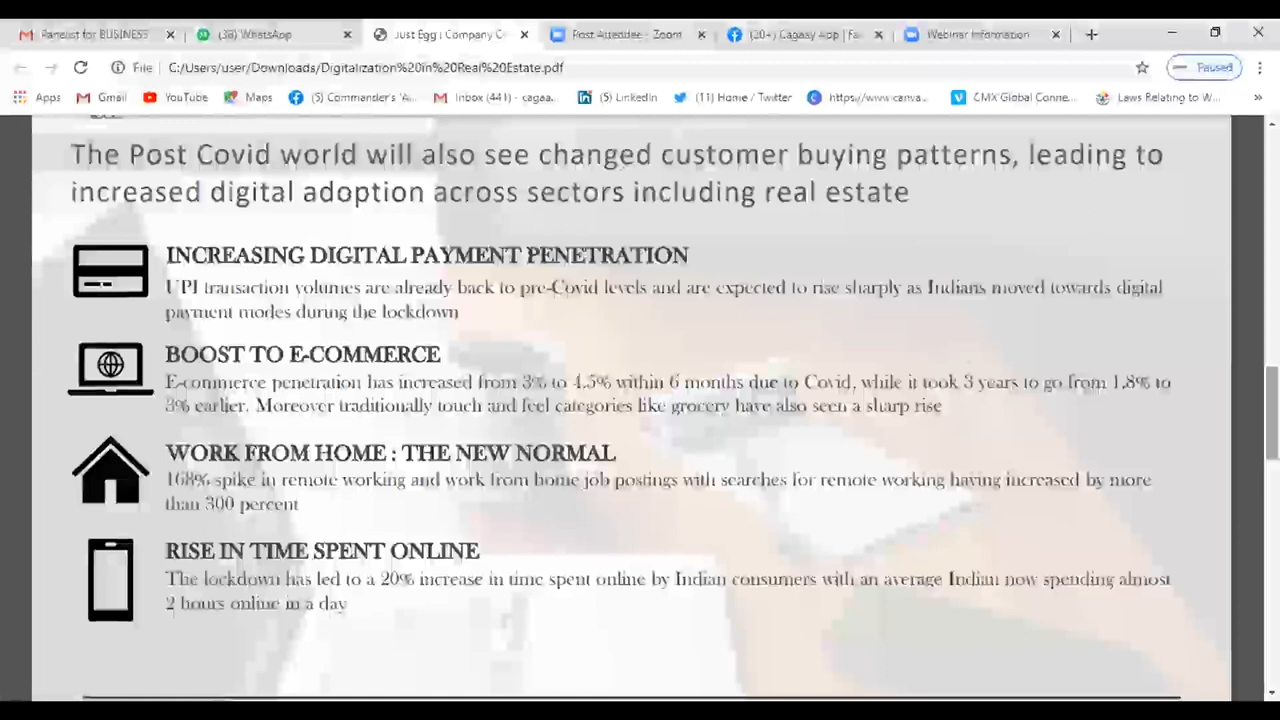 Panelist for BUSINESS
(38) WhatsApp
Just Egg | Company C
Post Attendee - Zoom
(20+) Cagaay App | Fa
Webinar Information
File C:/Users/user/Downloads/Digitalization%20in%20Real%20Estate.pdf
Paused
Apps
Gmail
YouTube
Maps
(5) Commander's 'A...
Inbox (441) - cagaa...
(5) LinkedIn
(11) Home / Twitter
https://www.canva...
CMX Global Conne...
Laws Relating to W...
»
The Post Covid world will also see changed customer buying patterns, leading to
increased digital adoption across sectors including real estate
INCREASING DIGITAL PAYMENT PENETRATION
UPI transaction volumes are already back to pre-Covid levels and are expected to rise sharply as Indians moved towards digital
payment modes during the lockdown
BOOST TO E-COMMERCE
E-commerce penetration has increased from 3% to 4.5% within 6 months due to Covid, while it took 3 years to go from 1.8% to
3% earlier. Moreover traditionally touch and feel categories like grocery have also seen a sharp rise
WORK FROM HOME : THE NEW NORMAL
168% spike in remote working and work from home job postings with searches for remote working having increased by more
than 300 percent
RISE IN TIME SPENT ONLINE
The lockdown has led to a 20% increase in time spent online by Indian consumers with an average Indian now spending almost
2 hours online in a day